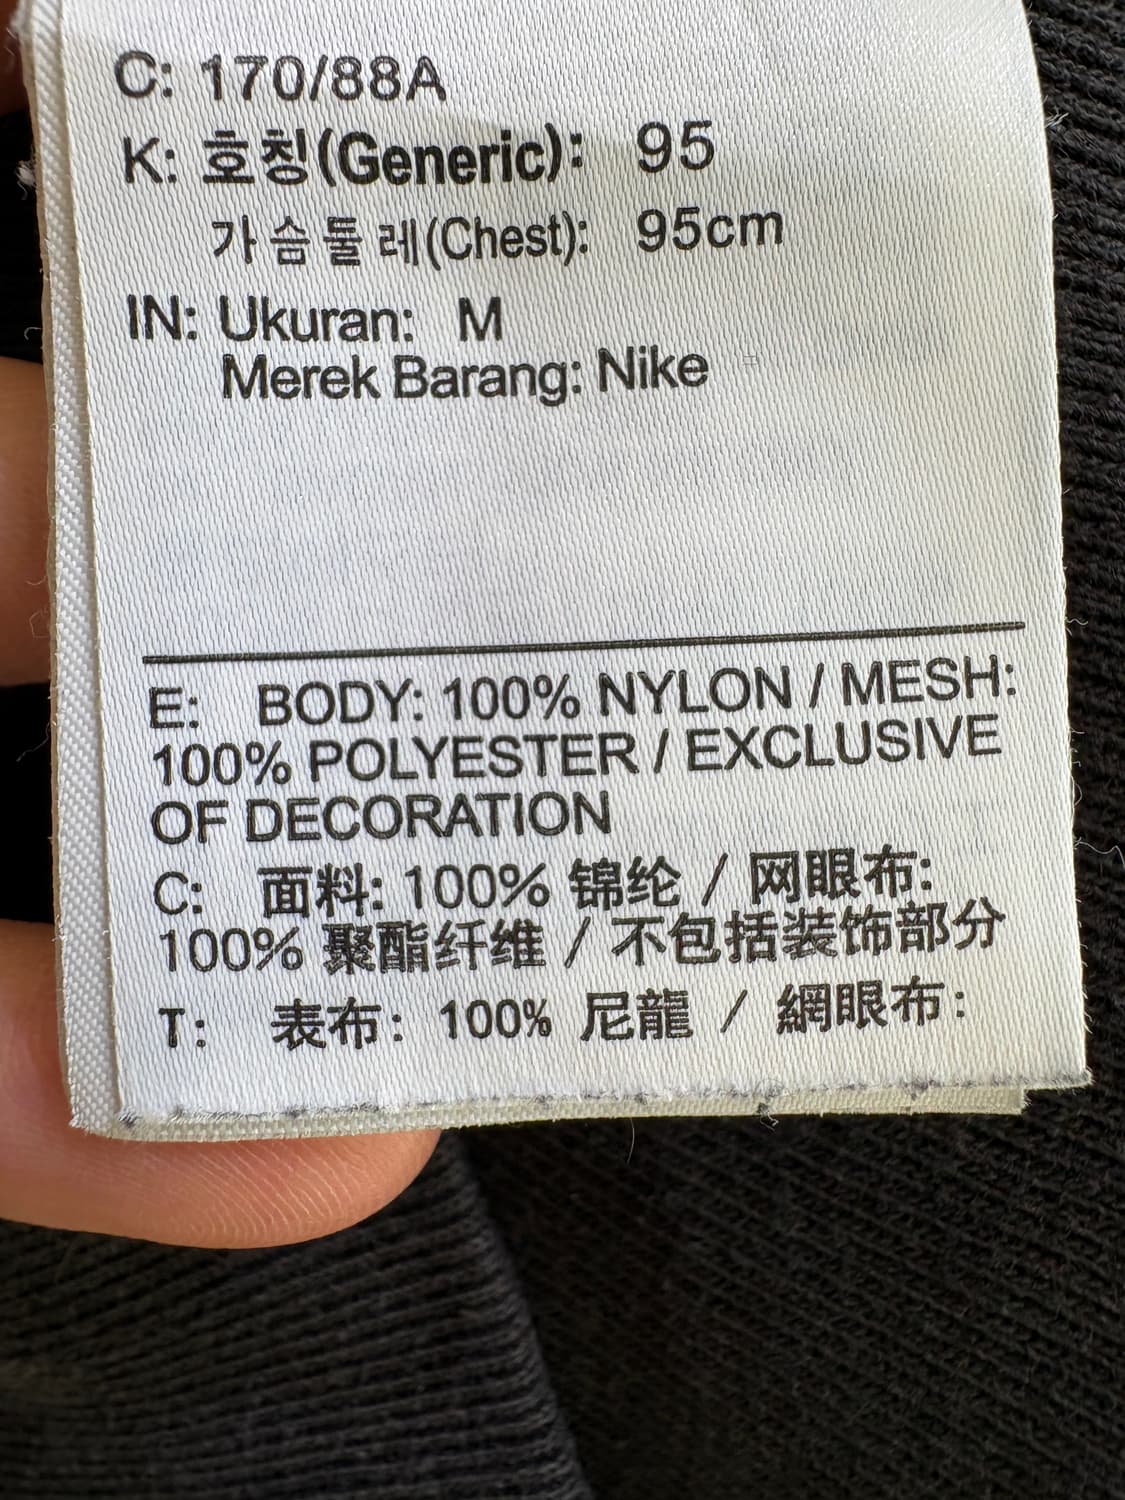 C: 170/88A
K: 호칭(Generic): 95
가슴둘레(Chest): 95cm
IN: Ukuran: M
Merek Barang: Nike
E: BODY: 100% NYLON / MESH:
100% POLYESTER / EXCLUSIVE
OF DECORATION
C: 面料: 100% 锦纶 / 网眼布:
100% 聚酯纤维 / 不包括装饰部分
T: 表布: 100% 尼龍 / 網眼布: